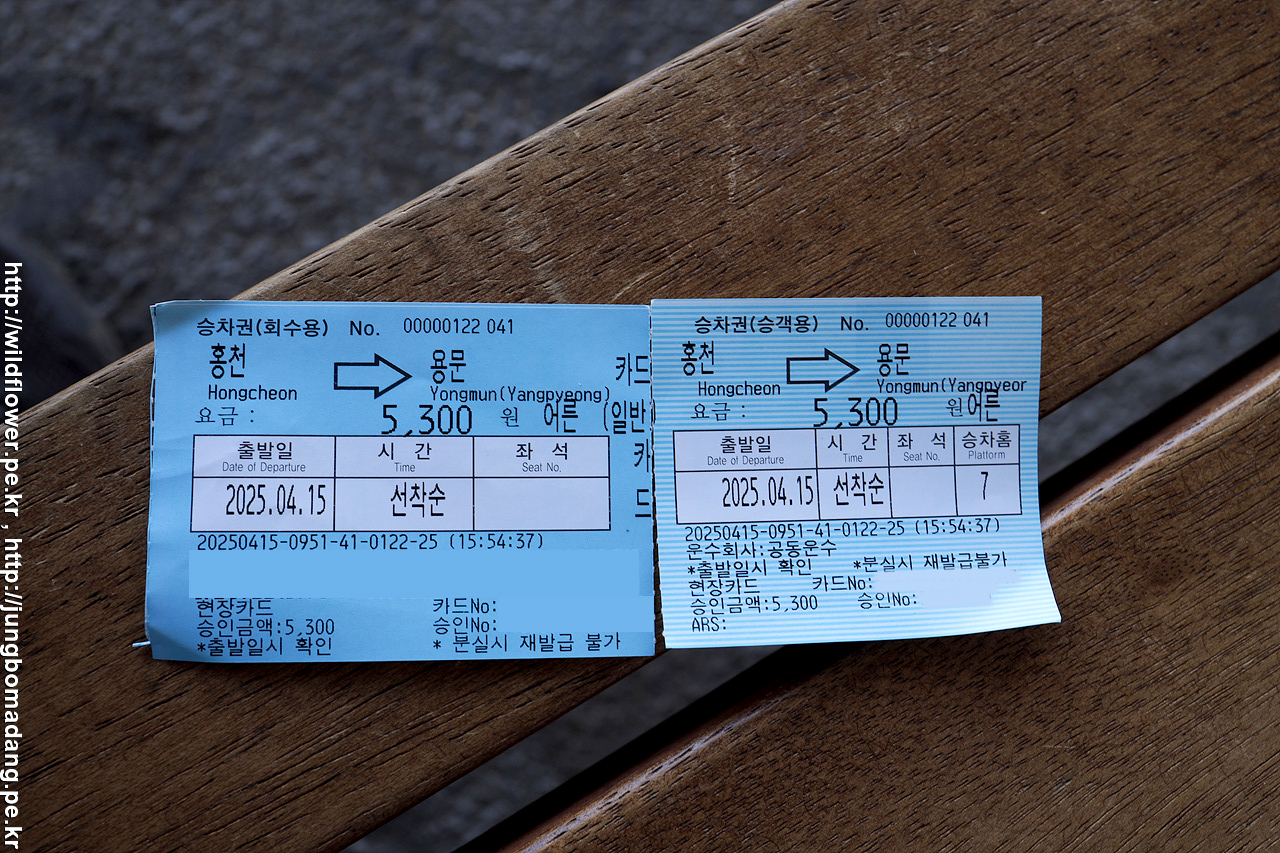 승차권(회수용) No. 00000122 041
홍천 용문 카드
Hongcheon Yongmun(Yangpyeong)
요금 : 5,300 원 어른 (일반
출발일 시 간 좌 석 카
Date of Departure Time Seat No.
2025.04.15 선착순 드
20250415-0951-41-0122-25 (15:54:37)
현장카드 카드No:
승인금액:5,300 승인No:
*출발일시 확인 * 분실시 재발급 불가
승차권(승객용) No. 00000122 041
홍천 용문
Hongcheon Yongmun(Yangpyeor
요금 : 5,300 원 어른
출발일 시 간 좌 석 승차홈
Date of Departure Time Seat No. Platform
2025.04.15 선착순 7
20250415-0951-41-0122-25 (15:54:37)
운수회사:공동운수
*출발일시 확인 *분실시 재발급불가
현장카드 카드No:
승인금액:5,300 승인No:
ARS:
http://wildflower.pe.kr , http://jungbomadang.pe.kr